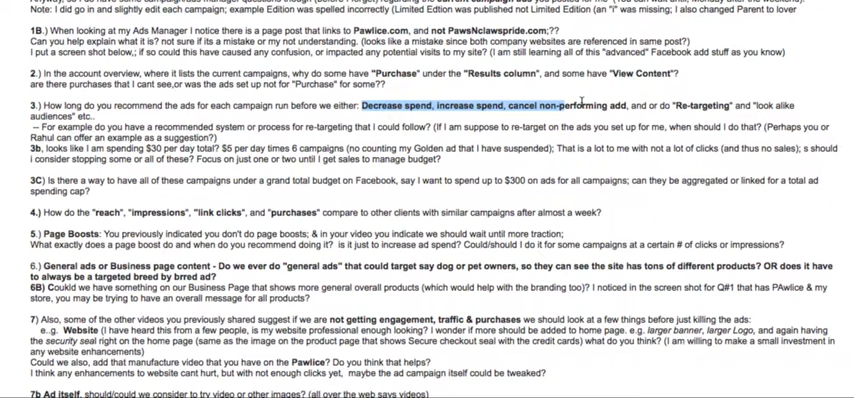 Note: I did go in and slightly edit each campaign; example Edition was spelled incorrectly (Limited Edtion was published not Limited Edition (an "i" was missing; I also changed Parent to lover
1B.) When looking at my Ads Manager I notice there is a page post that links to Pawlice.com, and not PawsNclawspride.com;??
Can you help explain what it is? not sure if its a mistake or my not understanding. (looks like a mistake since both company websites are referenced in same post?)
I put a screen shot below,; if so could this have caused any confusion, or impacted any potential visits to my site? (I am still learning all of this "advanced" Facebook add stuff as you know)
2.) In the account overview, where it lists the current campaigns, why do some have "Purchase" under the "Results column", and some have "View Content"?
are there purchases that I cant see,or was the ads set up not for "Purchase" for some??
3.) How long do you recommend the ads for each campaign run before we either: Decrease spend, increase spend, cancel non-performing add, and or do "Re-targeting" and "look alike
audiences" etc..
-- For example do you have a recommended system or process for re-targeting that I could follow? (If I am suppose to re-target on the ads you set up for me, when should I do that? (Perhaps you or
Rahul can offer an example as a suggestion?)
3b, looks like I am spending $30 per day total? $5 per day times 6 campaigns (no counting my Golden ad that I have suspended); That is a lot to me with not a lot of clicks (and thus no sales); s should
i consider stopping some or all of these? Focus on just one or two until I get sales to manage budget?
3C) Is there a way to have all of these campaigns under a grand total budget on Facebook, say I want to spend up to $300 on ads for all campaigns; can they be aggregated or linked for a total ad
spending cap?
4.) How do the "reach", "impressions", "link clicks", and "purchases" compare to other clients with similar campaigns after almost a week?
5.) Page Boosts: You previously indicated you don't do page boosts; & in your video you indicate we should wait until more traction;
What exactly does a page boost do and when do you recommend doing it? is it just to increase ad spend? Could/should I do it for some campaigns at a certain # of clicks or impressions?
6.) General ads or Business page content - Do we ever do "general ads" that could target say dog or pet owners, so they can see the site has tons of different products? OR does it have
to always be a targeted breed by brred ad?
6B) CoukId we have something on our Business Page that shows more general overall products (which would help with the branding too)? I noticed in the screen shot for Q#1 that has PAwlice & my
store, you may be trying to have an overall message for all products?
7) Also, some of the other videos you previously shared suggest if we are not getting engagement, traffic & purchases we should look at a few things before just killing the ads:
e..g. Website (I have heard this from a few people, is my website professional enough looking? I wonder if more should be added to home page. e.g. larger banner, larger Logo, and again having
the security seal right on the home page (same as the image on the product page that shows Secure checkout seal with the credit cards) what do you think? (I am willing to make a small investment in
any website enhancements)
Could we also, add that manufacture video that you have on the Pawlice? Do you think that helps?
I think any enhancements to website cant hurt, but with not enough clicks yet, maybe the ad campaign itself could be tweaked?
7b Ad itself, should/could we consider to try video or other images? (all over the web says videos)